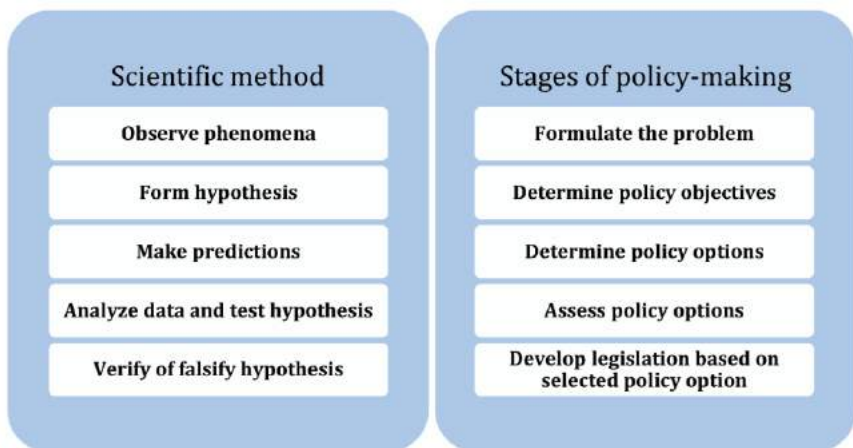 Scientific method
Observe phenomena
Form hypothesis
Make predictions
Analyze data and test hypothesis
Verify of falsify hypothesis
Stages of policy-making
Formulate the problem
Determine policy objectives
Determine policy options
Assess policy options
Develop legislation based on
selected policy option